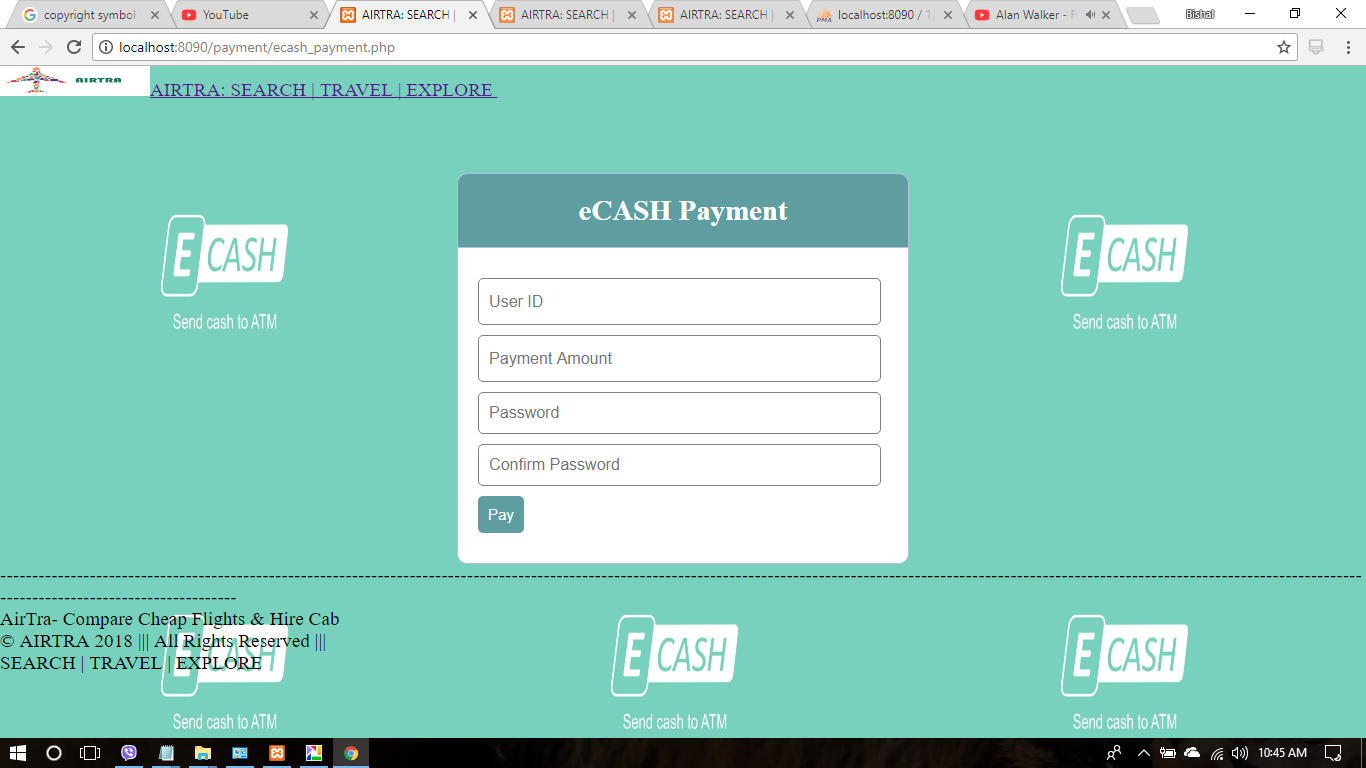 copyright symbol
YouTube
AIRTRA: SEARCH |
AIRTRA: SEARCH |
AIRTRA: SEARCH |
localhost:8090 / 12
Alan Walker - F
Bishal
localhost:8090/payment/ecash_payment.php
AIRTRA
AIRTRA: SEARCH | TRAVEL | EXPLORE
eCASH Payment
E CASH
Send cash to ATM
E CASH
Send cash to ATM
User ID
Payment Amount
Password
Confirm Password
Pay
AirTra- Compare Cheap Flights & Hire Cab
© AIRTRA 2018 ||| All Rights Reserved |||
SEARCH | TRAVEL | EXPLORE
E CASH
Send cash to ATM
E CASH
Send cash to ATM
E CASH
Send cash to ATM
10:45 AM